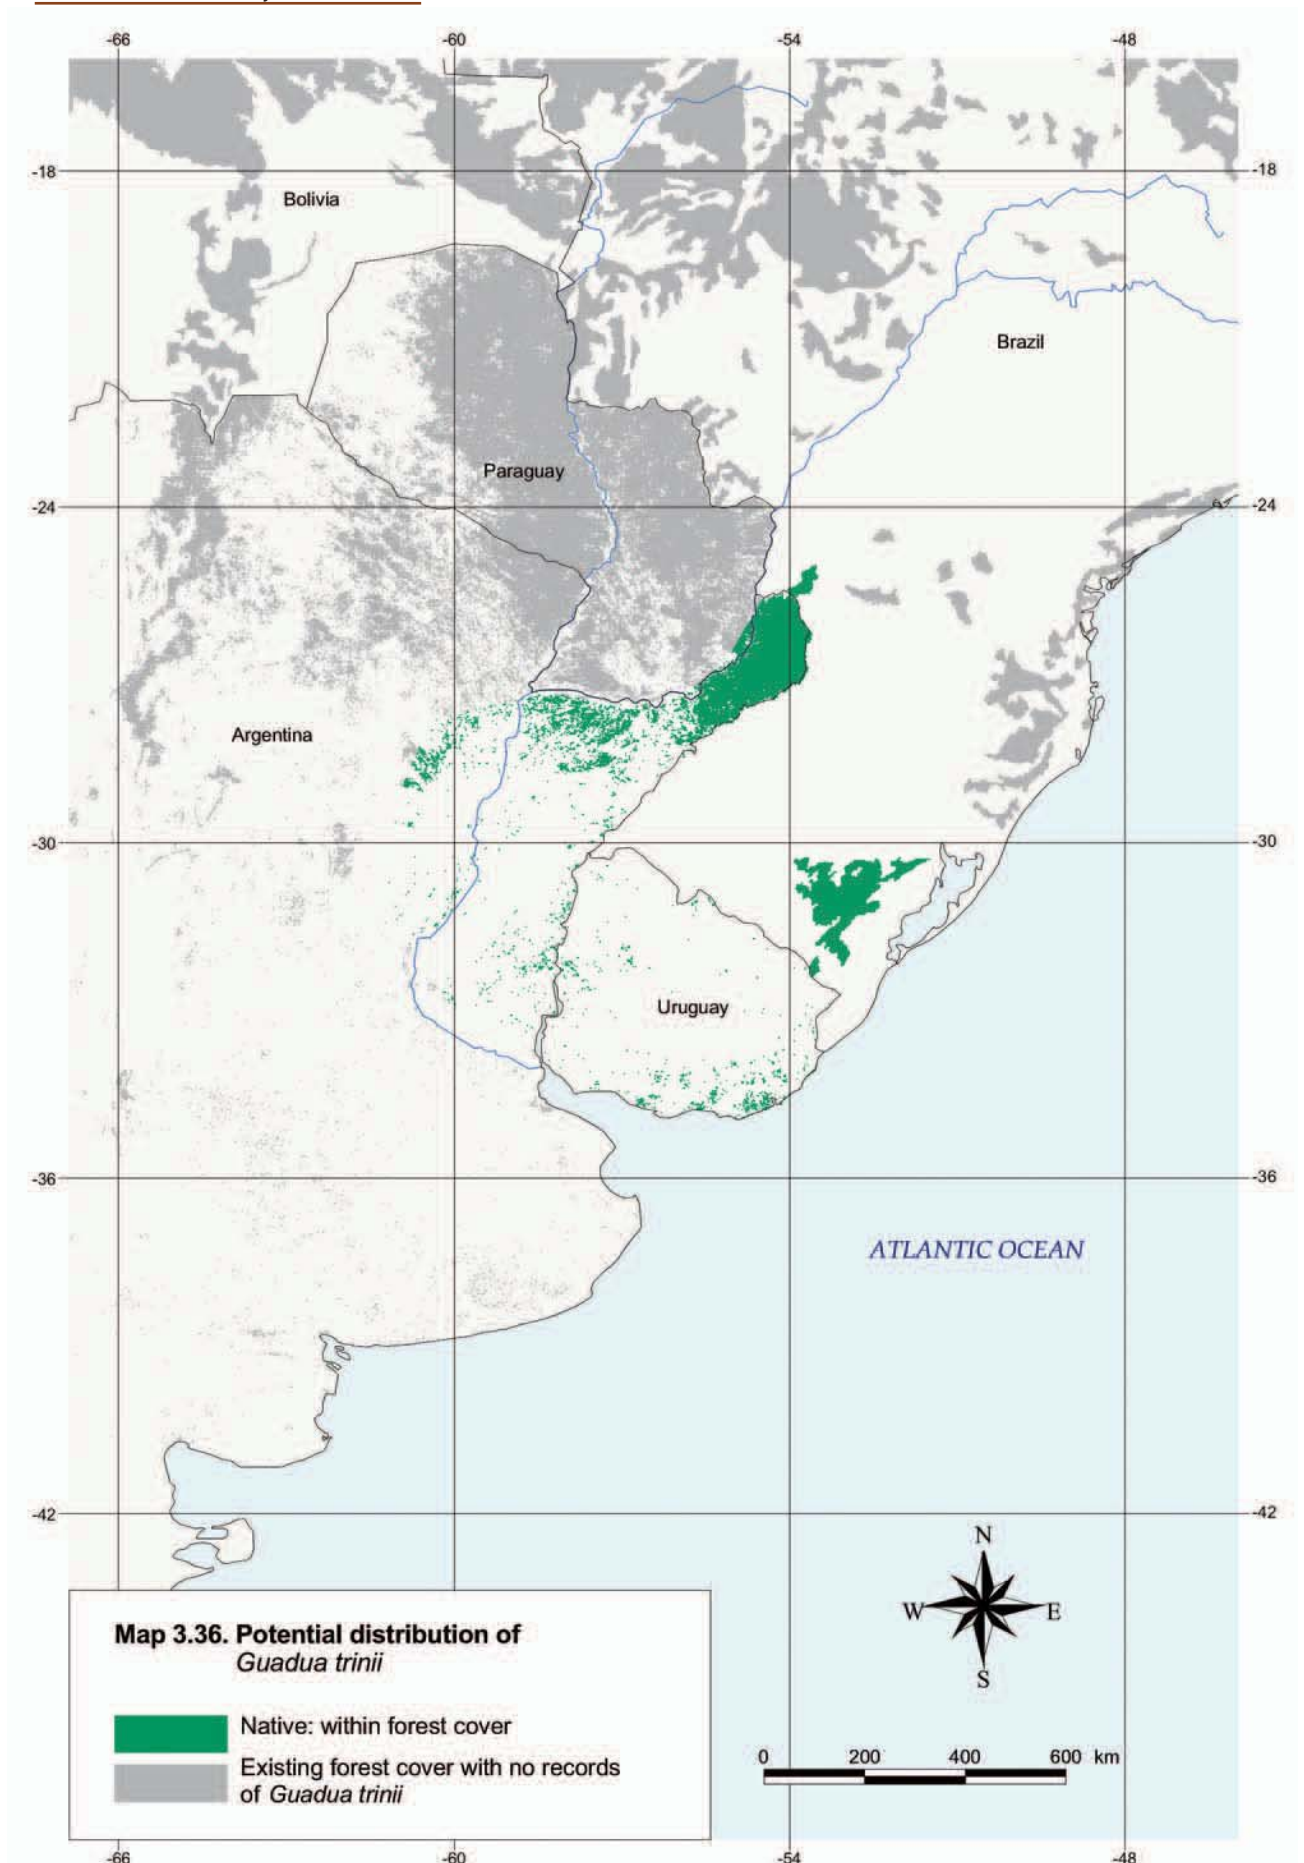 -66 -60 -54 -48
-18 -18
Bolivia
Brazil
Paraguay
-24 -24
Argentina
-30 -30
Uruguay
-36 -36
ATLANTIC OCEAN
-42 -42
N
W E
S
Map 3.36. Potential distribution of
Guadua trinii
Native: within forest cover
Existing forest cover with no records
of Guadua trinii
0 200 400 600 km
-66 -60 -54 -48